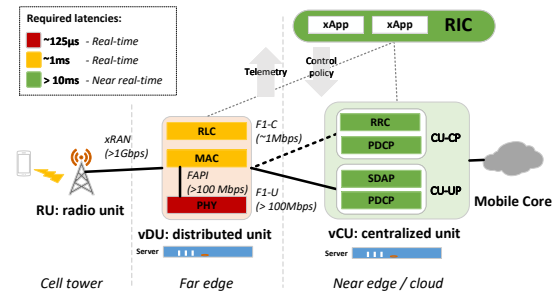 Required latencies:
~125µs - Real-time
~1ms - Real-time
> 10ms - Near real-time
xApp
xApp
RIC
Telemetry
Control
policy
xRAN
(>1Gbps)
RLC
MAC
FAPI
(>100 Mbps)
PHY
F1-C
(~1Mbps)
F1-U
(> 100Mbps)
RRC
PDCP
CU-CP
SDAP
PDCP
CU-UP
Mobile Core
RU: radio unit
vDU: distributed unit
vCU: centralized unit
Server
Server
Cell tower
Far edge
Near edge / cloud